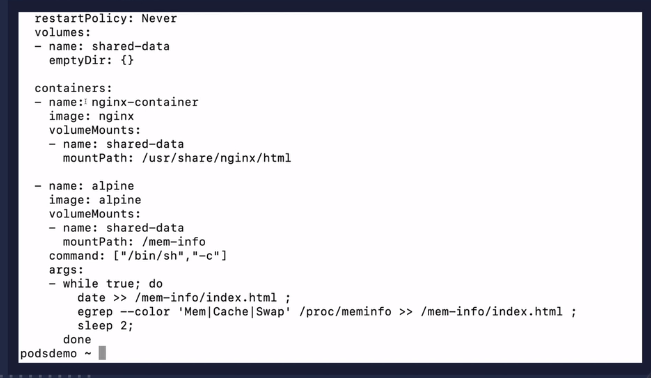 restartPolicy: Never
volumes:
- name: shared-data
emptyDir: {}
containers:
- name: nginx-container
image: nginx
volumeMounts:
- name: shared-data
mountPath: /usr/share/nginx/html
- name: alpine
image: alpine
volumeMounts:
- name: shared-data
mountPath: /mem-info
command: ["/bin/sh","-c"]
args:
- while true; do
date >> /mem-info/index.html ;
egrep --color 'Mem|Cache|Swap' /proc/meminfo >> /mem-info/index.html ;
sleep 2;
done
podsdemo ~